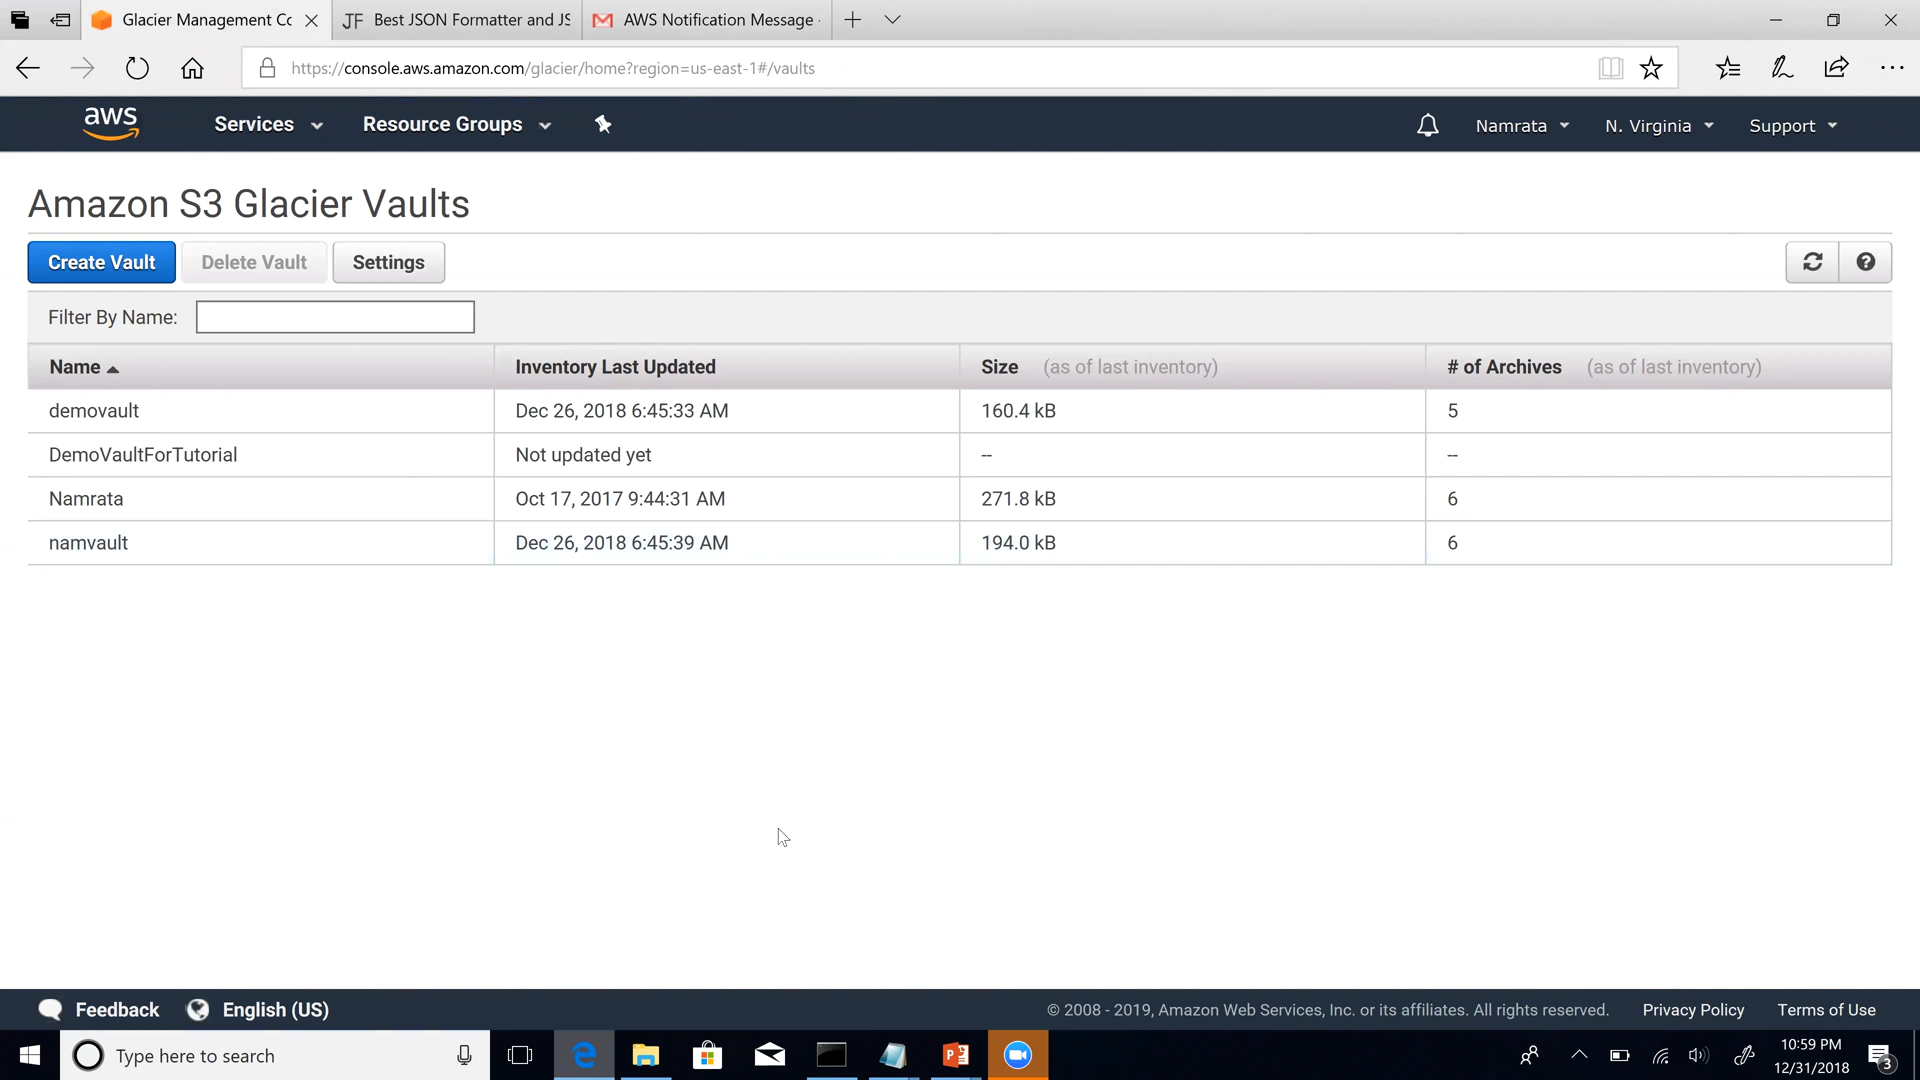 Glacier Management Cc
JF Best JSON Formatter and JS
AWS Notification Message
https://console.aws.amazon.com/glacier/home?region=us-east-1#/vaults
aws Services Resource Groups Namrata N. Virginia Support
Amazon S3 Glacier Vaults
Create Vault Delete Vault Settings
Filter By Name:
Name Inventory Last Updated Size (as of last inventory) # of Archives (as of last inventory)
demovault Dec 26, 2018 6:45:33 AM 160.4 kB 5
DemoVaultForTutorial Not updated yet -- --
Namrata Oct 17, 2017 9:44:31 AM 271.8 kB 6
namvault Dec 26, 2018 6:45:39 AM 194.0 kB 6
Feedback English (US) © 2008 - 2019, Amazon Web Services, Inc. or its affiliates. All rights reserved. Privacy Policy Terms of Use
Type here to search
10:59 PM
12/31/2018
3